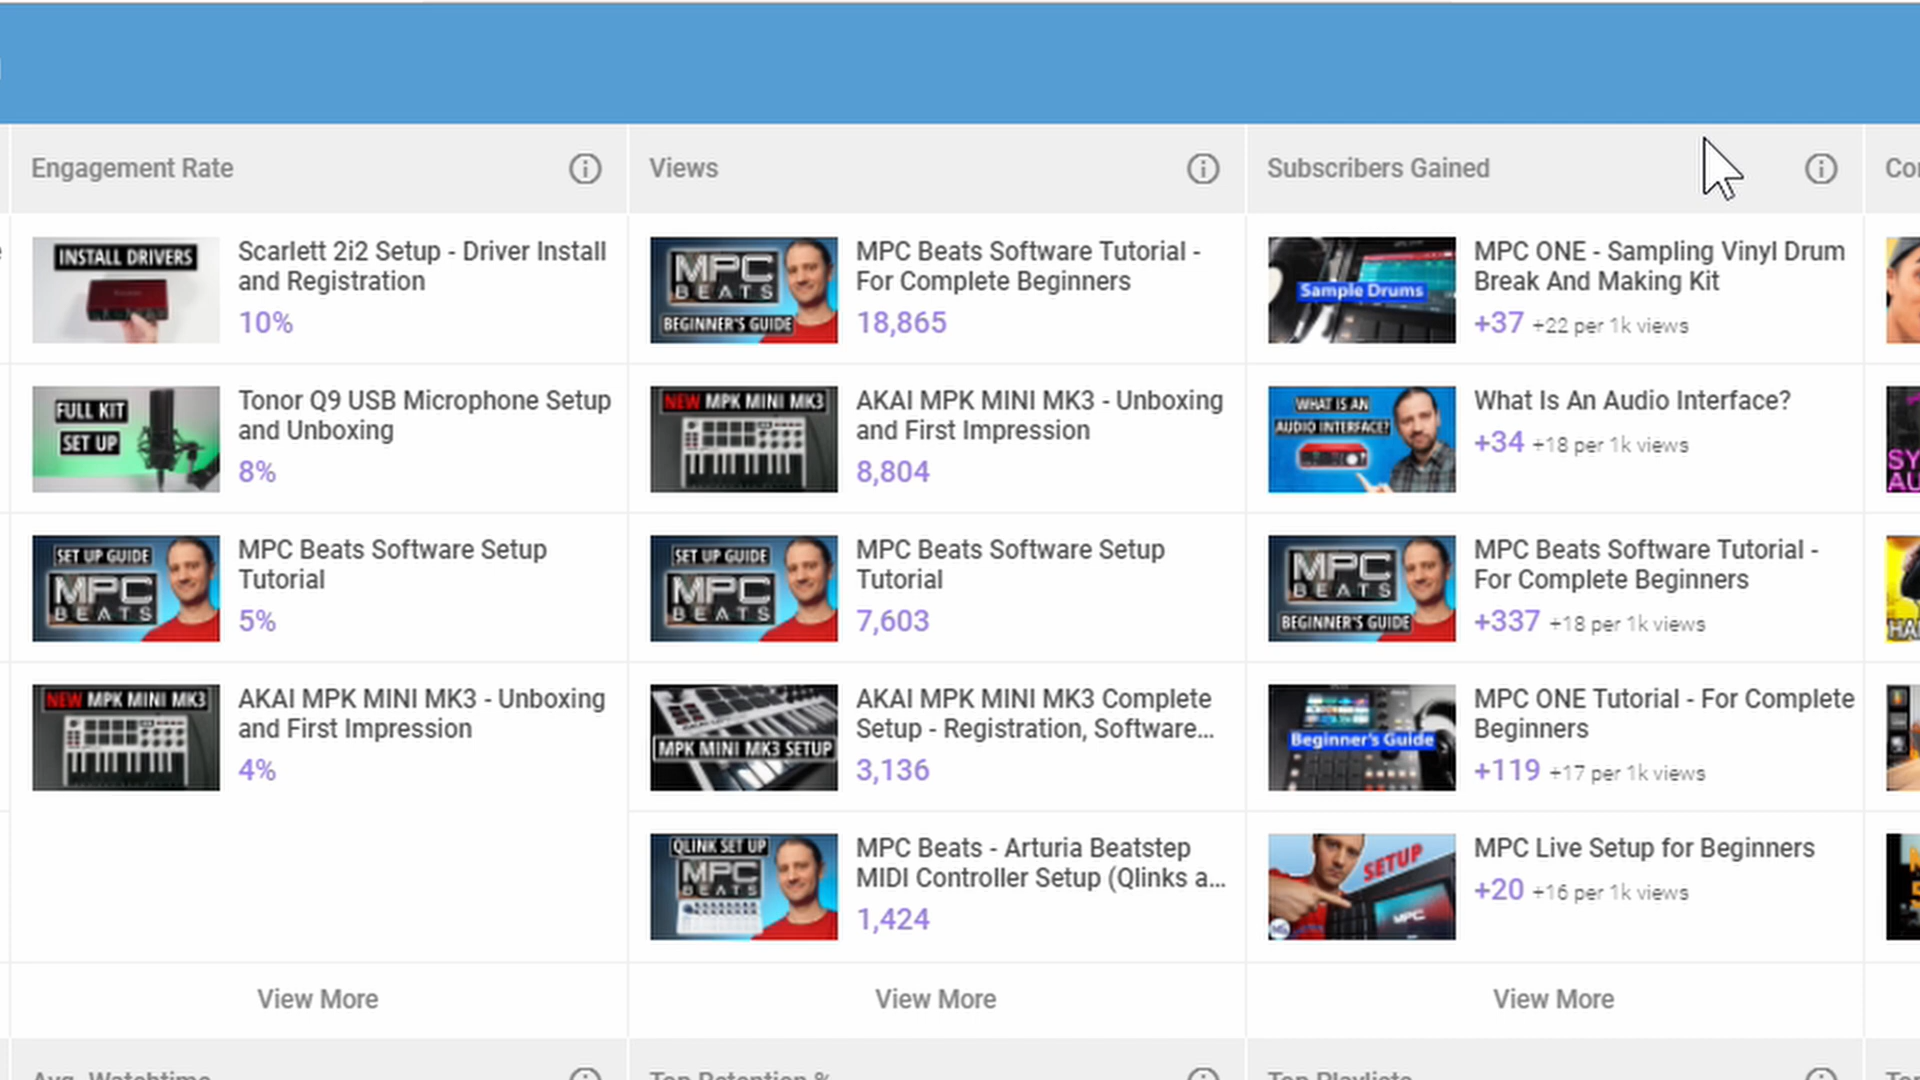 Engagement Rate
INSTALL DRIVERS
Scarlett 2i2 Setup - Driver Install
and Registration
10%
FULL KIT
SET UP
Tonor Q9 USB Microphone Setup
and Unboxing
8%
SET UP GUIDE
MPC
BEATS
MPC Beats Software Setup
Tutorial
5%
NEW MPK MINI MK3
AKAI MPK MINI MK3 - Unboxing
and First Impression
4%
View More
Views
MPC
BEATS
BEGINNER'S GUIDE
MPC Beats Software Tutorial -
For Complete Beginners
18,865
NEW MPK MINI MK3
AKAI MPK MINI MK3 - Unboxing
and First Impression
8,804
SET UP GUIDE
MPC
BEATS
MPC Beats Software Setup
Tutorial
7,603
MPK MINI MK3 SETUP
AKAI MPK MINI MK3 Complete
Setup - Registration, Software...
3,136
QLINK SET UP
MPC
BEATS
MPC Beats - Arturia Beatstep
MIDI Controller Setup (Qlinks a...
1,424
View More
Subscribers Gained
Sample Drums
MPC ONE - Sampling Vinyl Drum
Break And Making Kit
+37 +22 per 1k views
WHAT IS AN
AUDIO INTERFACE?
What Is An Audio Interface?
+34 +18 per 1k views
MPC
BEATS
BEGINNER'S GUIDE
MPC Beats Software Tutorial -
For Complete Beginners
+337 +18 per 1k views
Beginner's Guide
MPC ONE Tutorial - For Complete
Beginners
+119 +17 per 1k views
SETUP
MPC
MPC Live Setup for Beginners
+20 +16 per 1k views
View More
Avg. Watchtime
Top Retention %
Top Playlists